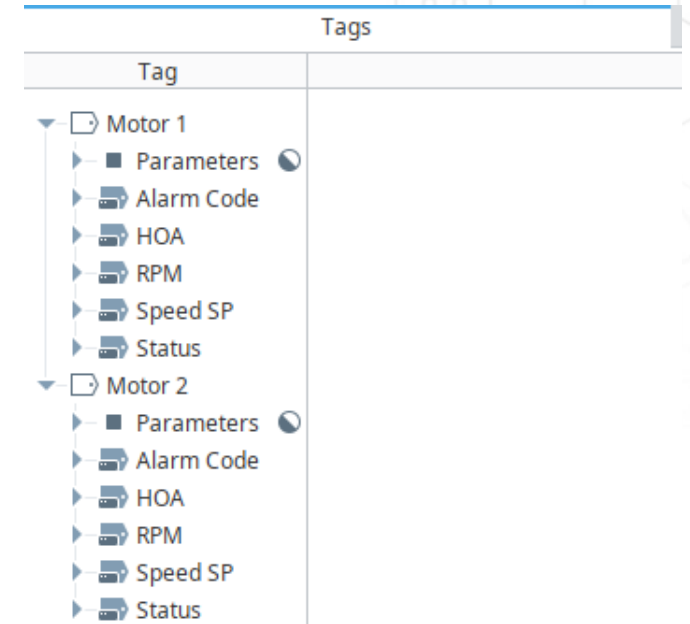 Tags
Tag
Motor 1
Parameters
Alarm Code
HOA
RPM
Speed SP
Status
Motor 2
Parameters
Alarm Code
HOA
RPM
Speed SP
Status